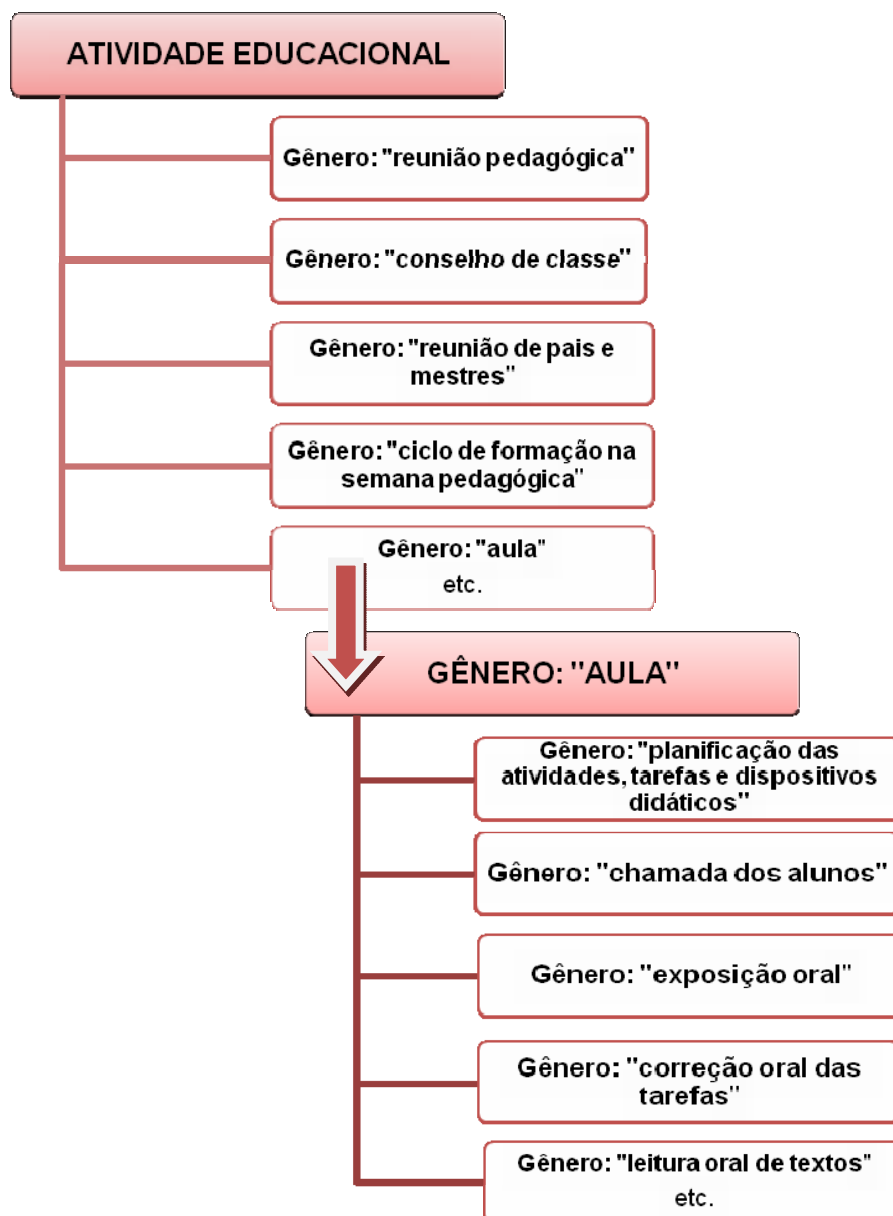 ATIVIDADE EDUCACIONAL
Gênero: "reunião pedagógica"
Gênero: "conselho de classe"
Gênero: "reunião de pais e
mestres"
Gênero: "ciclo de formação na
semana pedagógica"
Gênero: "aula"
etc.
GÊNERO: "AULA"
Gênero: "planificação das
atividades, tarefas e dispositivos
didáticos"
Gênero: "chamada dos alunos"
Gênero: "exposição oral"
Gênero: "correção oral das
tarefas"
Gênero: "leitura oral de textos"
etc.